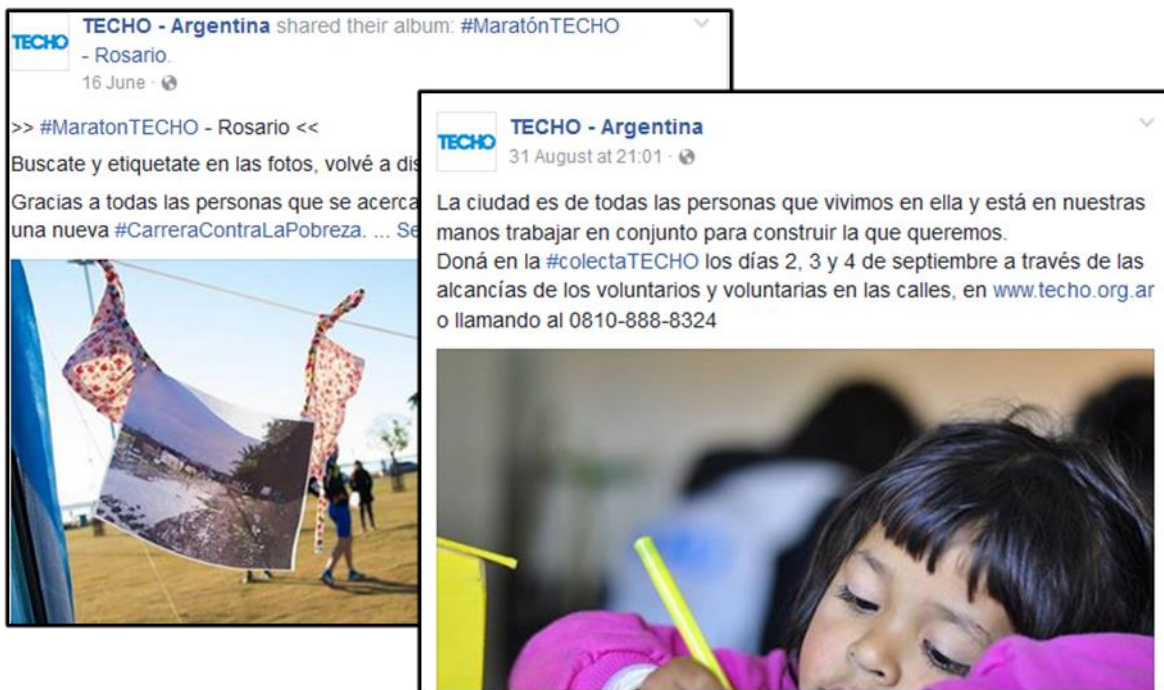 TECHO
TECHO - Argentina shared their album: #MaratónTECHO
- Rosario.
16 June
>> #MaratonTECHO - Rosario <<
Buscate y etiquetate en las fotos, volvé a
Gracias a todas las personas que se
una nueva #CarreraContraLaPobreza. ...
TECHO
TECHO - Argentina
31 August at 21:01
La ciudad es de todas las personas que vivimos en ella y está en nuestras
manos trabajar en conjunto para construir la que queremos.
Doná en la #colectaTECHO los días 2, 3 y 4 de septiembre a través de las
alcancías de los voluntarios y voluntarias en las calles, en www.techo.org.ar
o llamando al 0810-888-8324